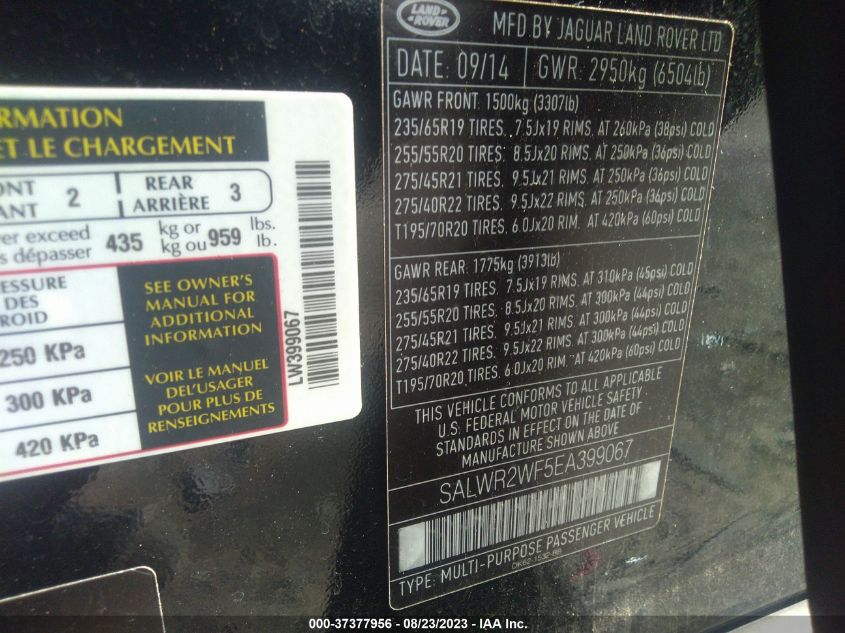 RMATION
ET LE CHARGEMENT
ONT
ANT
2
REAR
ARRIÈRE
3
er exceed
s dépasser
435
kg or
kg ou
959
lbs.
lb.
ESSURE
DES
ROID
250 KPa
300 KPa
420 KPa
SEE OWNER'S
MANUAL FOR
ADDITIONAL
INFORMATION
VOIR LE MANUEL
DEL'USAGER
POUR PLUS DE
RENSEIGNEMENTS
LW399067
LAND
ROVER
MFD BY JAGUAR LAND ROVER LTD
DATE: 09/14
GWR: 2950kg (6504lb)
GAWR FRONT: 1500kg (3307lb)
235/65R19 TIRES, 7.5Jx19 RIMS, AT 260kPa (38psi) COLD
255/55R20 TIRES, 8.5Jx20 RIMS, AT 250kPa (36psi) COLD
275/45R21 TIRES, 9.5Jx21 RIMS, AT 250kPa (36psi) COLD
275/40R22 TIRES, 9.5Jx22 RIMS, AT 250kPa (36psi) COLD
T195/70R20 TIRES, 6.0Jx20 RIM, AT 420kPa (60psi) COLD
GAWR REAR: 1775kg (3913lb)
235/65R19 TIRES, 7.5Jx19 RIMS, AT 310kPa (45psi) COLD
255/55R20 TIRES, 8.5Jx20 RIMS, AT 300kPa (44psi) COLD
275/45R21 TIRES, 9.5Jx21 RIMS, AT 300kPa (44psi) COLD
275/40R22 TIRES, 9.5Jx22 RIMS, AT 300kPa (44psi) COLD
T195/70R20 TIRES, 6.0Jx20 RIM, AT 420kPa (60psi) COLD
THIS VEHICLE CONFORMS TO ALL APPLICABLE
U.S. FEDERAL MOTOR VEHICLE SAFETY
STANDARDS IN EFFECT ON THE DATE OF
MANUFACTURE SHOWN ABOVE
SALWR2WF5EA399067
TYPE: MULTI-PURPOSE PASSENGER VEHICLE
000-37377956 - 08/23/2023 - IAA Inc.